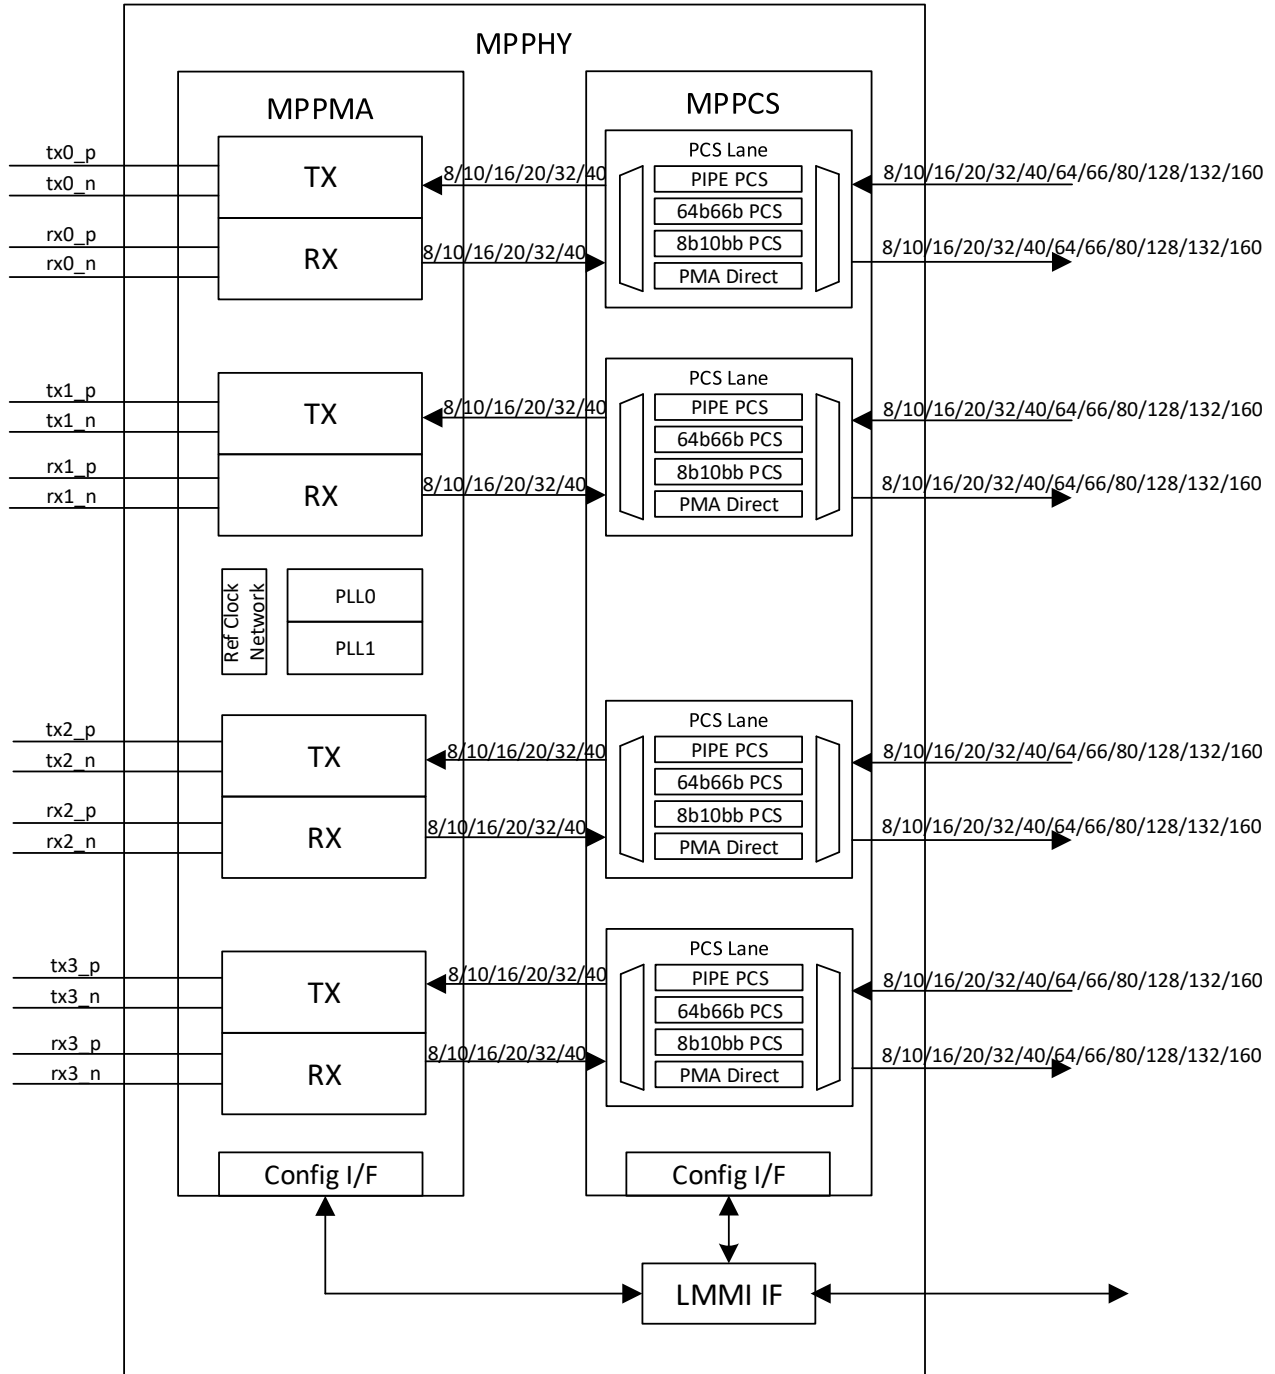 MPPHY
MPPMA
MPPCS
tx0_p
tx0_n
rx0_p
rx0_n
TX
RX
8/10/16/20/32/40
8/10/16/20/32/40
PCS Lane
PIPE PCS
64b66b PCS
8b10bb PCS
PMA Direct
8/10/16/20/32/40/64/66/80/128/132/160
8/10/16/20/32/40/64/66/80/128/132/160
tx1_p
tx1_n
rx1_p
rx1_n
TX
RX
8/10/16/20/32/40
8/10/16/20/32/40
PCS Lane
PIPE PCS
64b66b PCS
8b10bb PCS
PMA Direct
8/10/16/20/32/40/64/66/80/128/132/160
8/10/16/20/32/40/64/66/80/128/132/160
Ref Clock
Network
PLL0
PLL1
tx2_p
tx2_n
rx2_p
rx2_n
TX
RX
8/10/16/20/32/40
8/10/16/20/32/40
PCS Lane
PIPE PCS
64b66b PCS
8b10bb PCS
PMA Direct
8/10/16/20/32/40/64/66/80/128/132/160
8/10/16/20/32/40/64/66/80/128/132/160
tx3_p
tx3_n
rx3_p
rx3_n
TX
RX
8/10/16/20/32/40
8/10/16/20/32/40
PCS Lane
PIPE PCS
64b66b PCS
8b10bb PCS
PMA Direct
8/10/16/20/32/40/64/66/80/128/132/160
8/10/16/20/32/40/64/66/80/128/132/160
Config I/F
Config I/F
LMMI IF